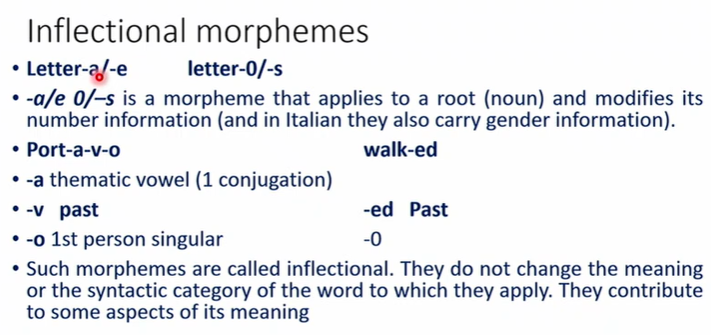 Inflectional morphemes
• Letter-a/-e letter-0/-s
• -a/e 0/–s is a morpheme that applies to a root (noun) and modifies its
number information (and in Italian they also carry gender information).
• Port-a-v-o walk-ed
• -a thematic vowel (1 conjugation)
• -v past -ed Past
• -o 1st person singular -0
• Such morphemes are called inflectional. They do not change the meaning
or the syntactic category of the word to which they apply. They contribute
to some aspects of its meaning